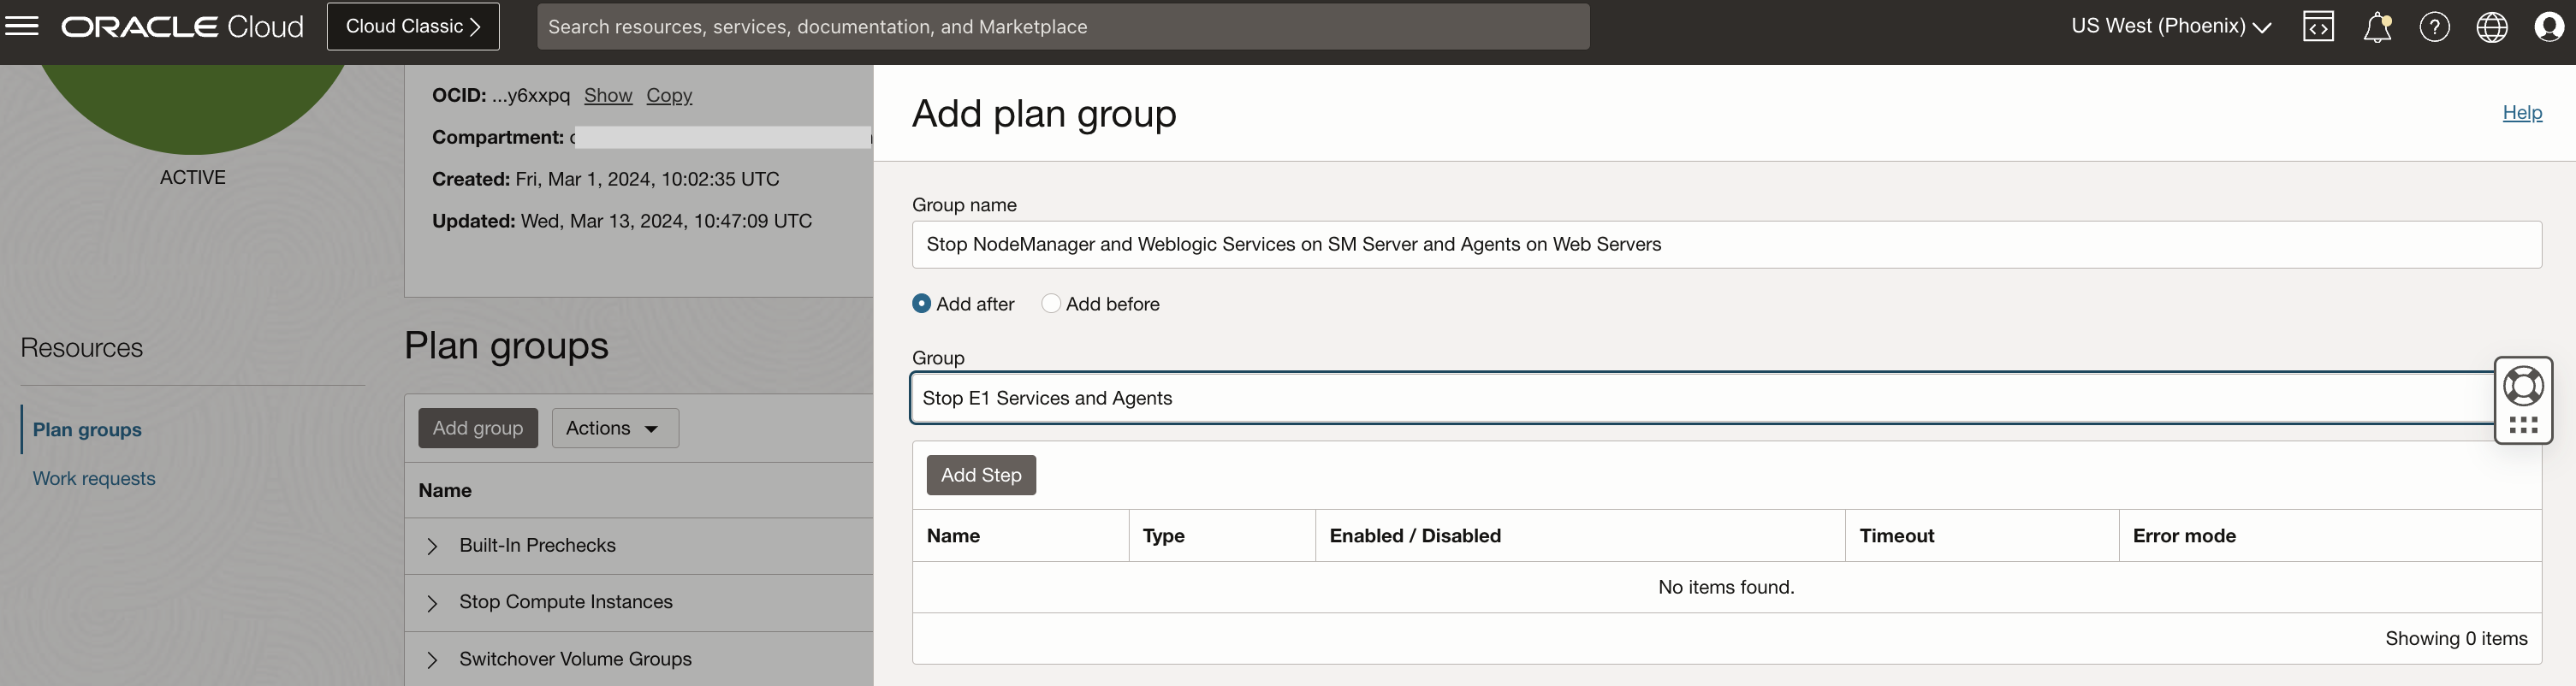 ORACLE Cloud
Cloud Classic
Search resources, services, documentation, and Marketplace
US West (Phoenix)
ACTIVE
OCID: ...y6xxpq Show Copy
Compartment:
Created: Fri, Mar 1, 2024, 10:02:35 UTC
Updated: Wed, Mar 13, 2024, 10:47:09 UTC
Resources
Plan groups
Work requests
Plan groups
Add group
Actions
Name
Built-In Prechecks
Stop Compute Instances
Switchover Volume Groups
Add plan group
Help
Group name
Stop NodeManager and Weblogic Services on SM Server and Agents on Web Servers
Add after Add before
Group
Stop E1 Services and Agents
Add Step
Name Type Enabled / Disabled Timeout Error mode
No items found.
Showing 0 items